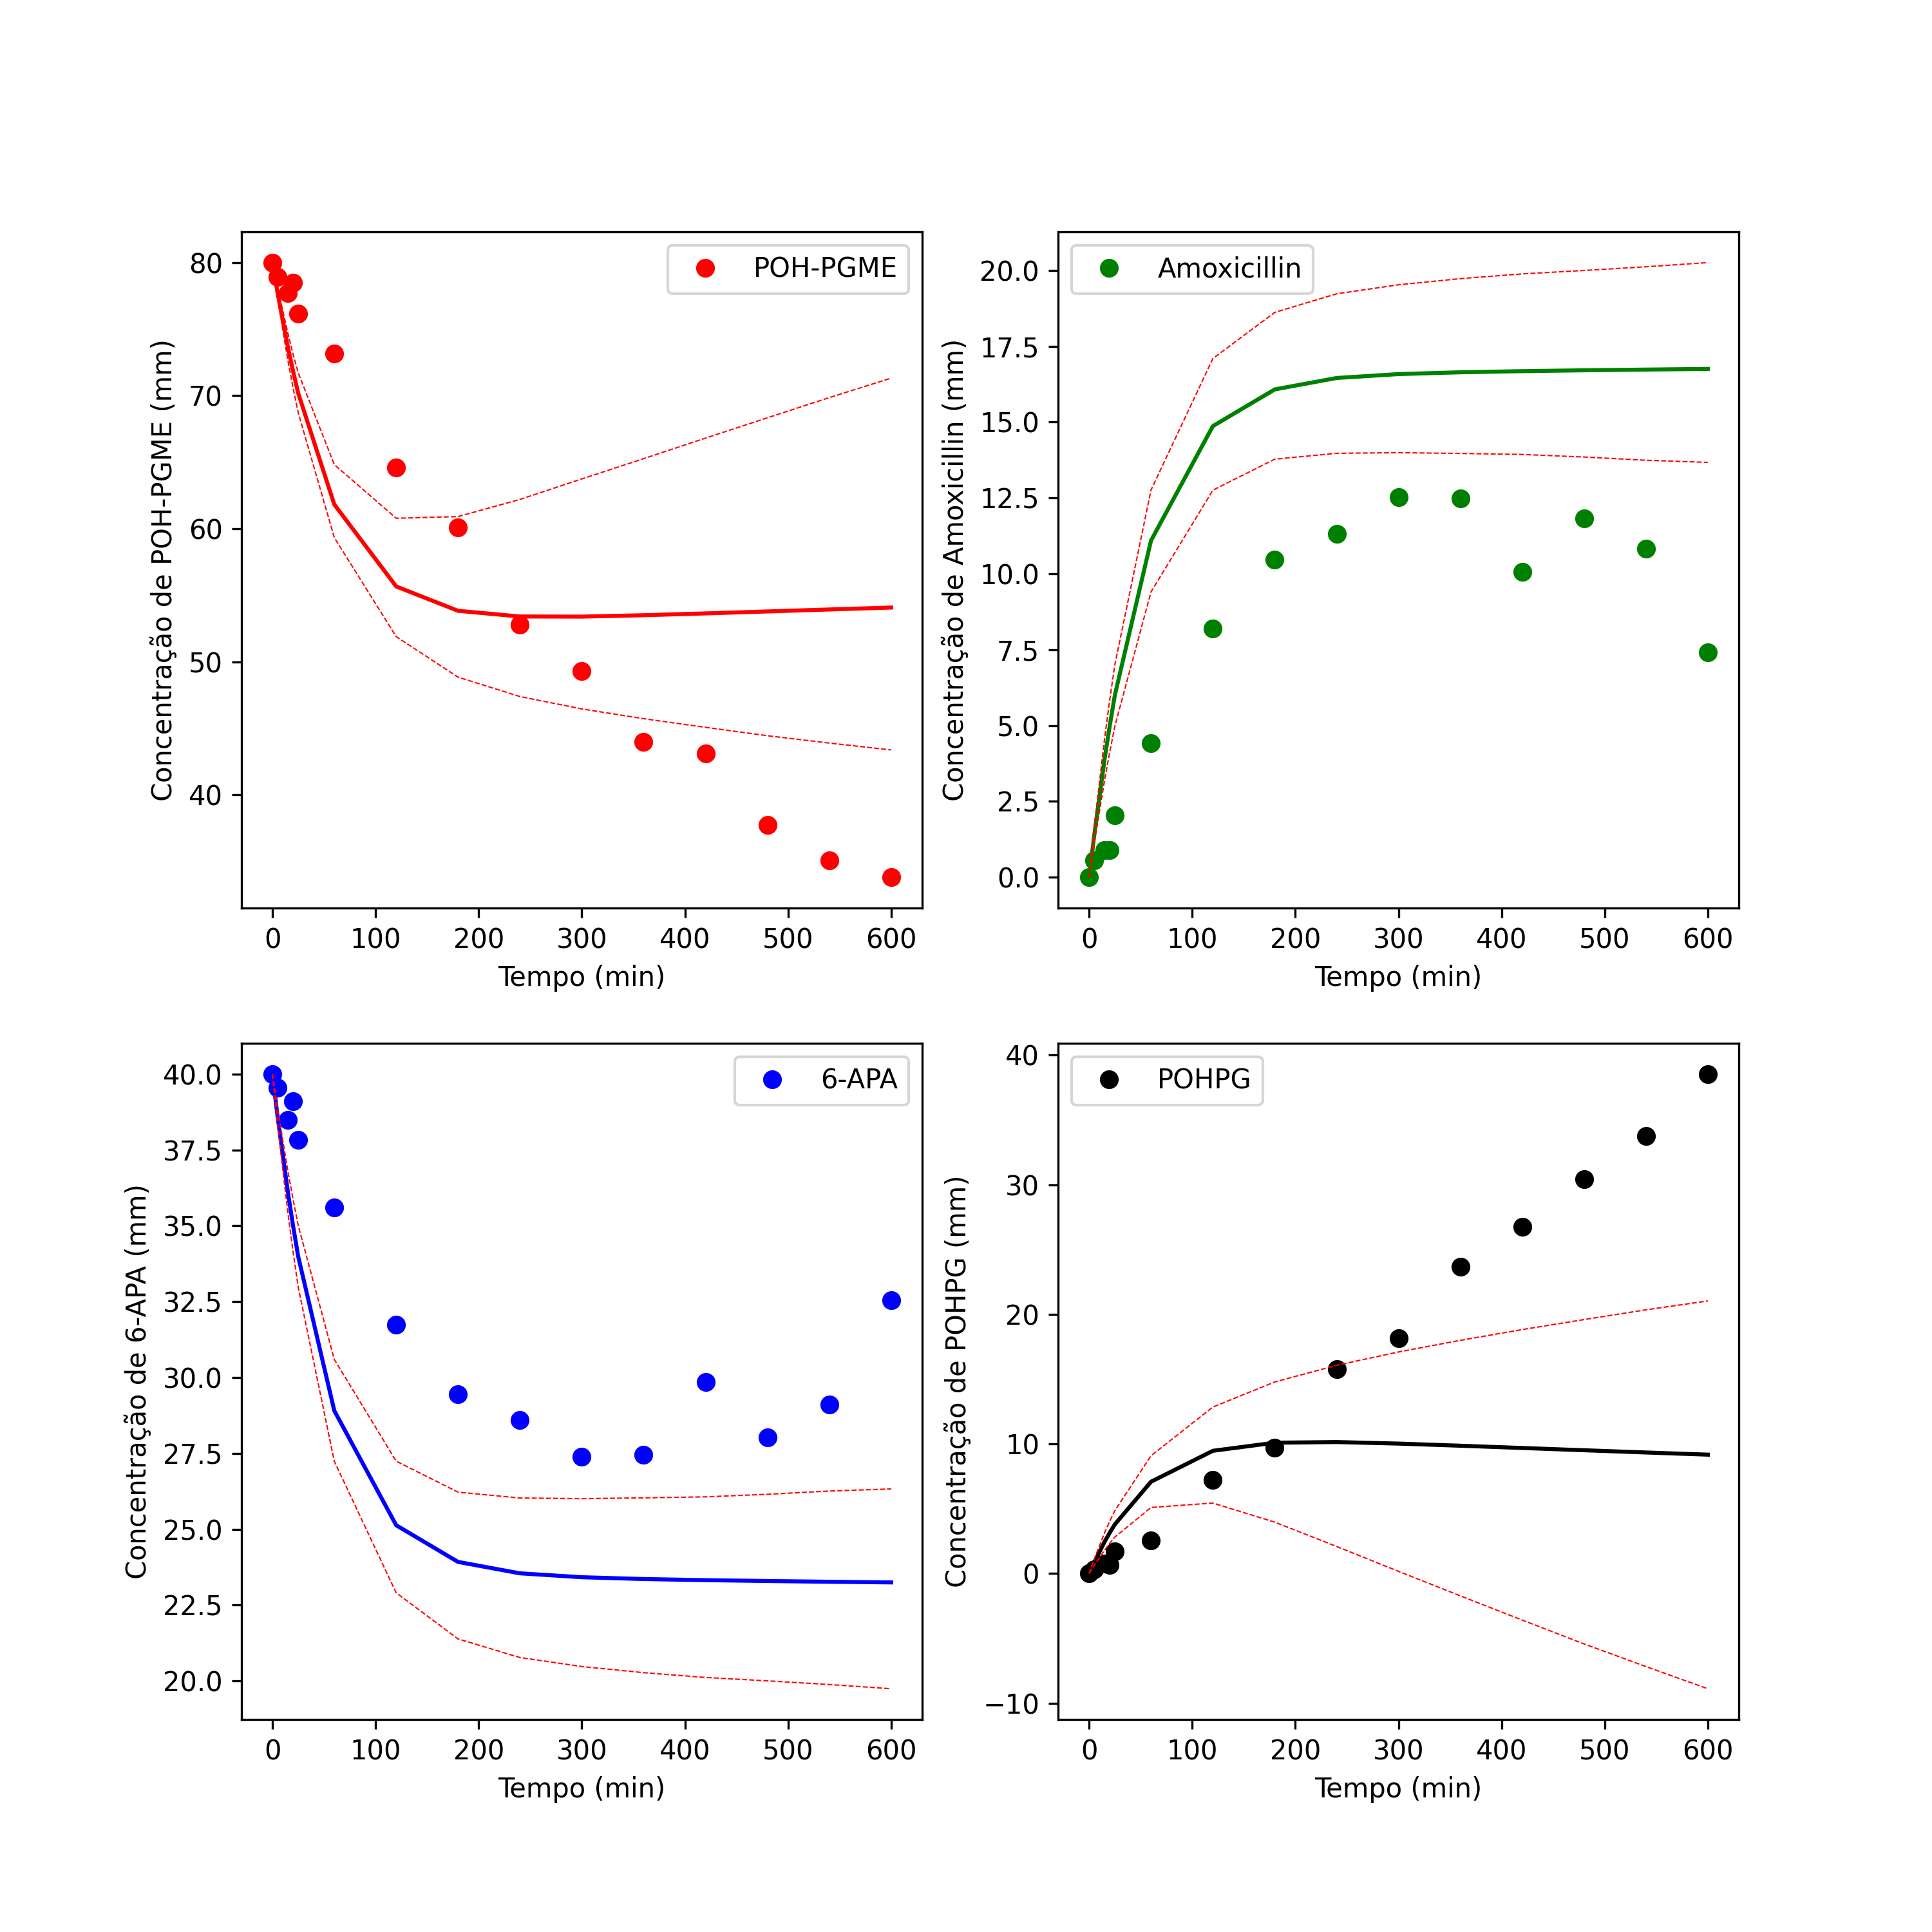 POH-PGME
80
70
60
50
40
Concentração de POH-PGME (mm)
0 100 200 300 400 500 600
Tempo (min)
Amoxicillin
20.0
17.5
15.0
12.5
10.0
7.5
5.0
2.5
0.0
Concentração de Amoxicillin (mm)
0 100 200 300 400 500 600
Tempo (min)
6-APA
40.0
37.5
35.0
32.5
30.0
27.5
25.0
22.5
20.0
Concentração de 6-APA (mm)
0 100 200 300 400 500 600
Tempo (min)
POHPG
40
30
20
10
0
−10
Concentração de POHPG (mm)
0 100 200 300 400 500 600
Tempo (min)